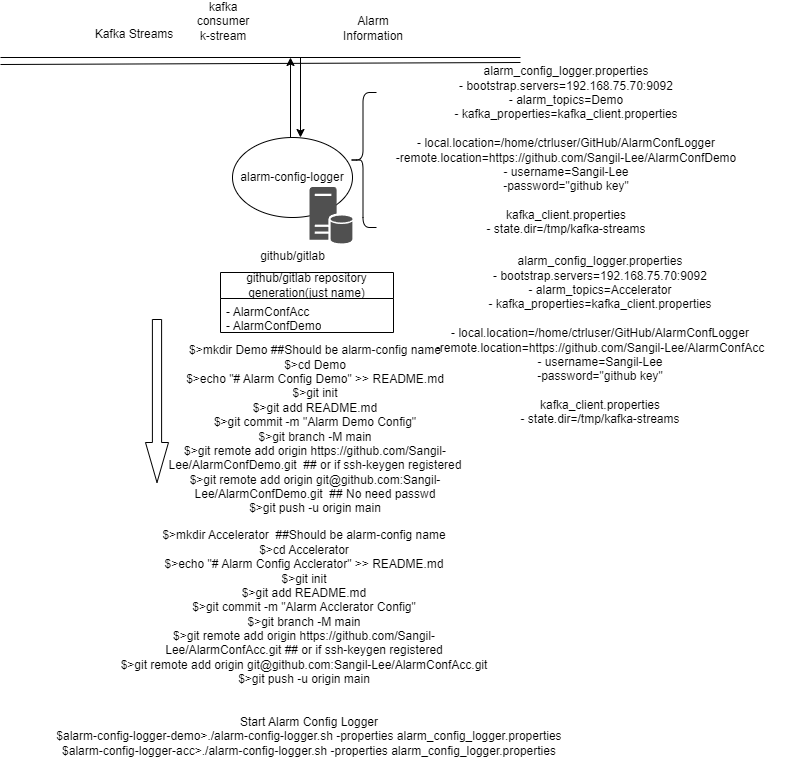 Kafka Streams
kafka
consumer
k-stream
Alarm
Information
alarm_config_logger.properties
- bootstrap.servers=192.168.75.70:9092
- alarm_topics=Demo
- kafka_properties=kafka_client.properties
- local.location=/home/ctrluser/GitHub/AlarmConfLogger
-remote.location=https://github.com/Sangil-Lee/AlarmConfDemo
- username=Sangil-Lee
-password="github key"
kafka_client.properties
- state.dir=/tmp/kafka-streams
alarm-config-logger
github/gitlab
github/gitlab repository
generation(just name)
- AlarmConfAcc
- AlarmConfDemo
alarm_config_logger.properties
- bootstrap.servers=192.168.75.70:9092
- alarm_topics=Accelerator
- kafka_properties=kafka_client.properties
- local.location=/home/ctrluser/GitHub/AlarmConfLogger
-remote.location=https://github.com/Sangil-Lee/AlarmConfAcc
- username=Sangil-Lee
-password="github key"
kafka_client.properties
- state.dir=/tmp/kafka-streams
$>mkdir Demo ##Should be alarm-config name
$>cd Demo
$>echo "# Alarm Config Demo" >> README.md
$>git init
$>git add README.md
$>git commit -m "Alarm Demo Config"
$>git branch -M main
$>git remote add origin https://github.com/Sangil-
Lee/AlarmConfDemo.git  ## or if ssh-keygen registered
$>git remote add origin git@github.com:Sangil-
Lee/AlarmConfDemo.git  ## No need passwd
$>git push -u origin main
$>mkdir Accelerator  ##Should be alarm-config name
$>cd Accelerator
$>echo "# Alarm Config Acclerator" >> README.md
$>git init
$>git add README.md
$>git commit -m "Alarm Acclerator Config"
$>git branch -M main
$>git remote add origin https://github.com/Sangil-
Lee/AlarmConfAcc.git ## or if ssh-keygen registered
$>git remote add origin git@github.com:Sangil-Lee/AlarmConfAcc.git
$>git push -u origin main
Start Alarm Config Logger
$alarm-config-logger-demo>./alarm-config-logger.sh -properties alarm_config_logger.properties
$alarm-config-logger-acc>./alarm-config-logger.sh -properties alarm_config_logger.properties